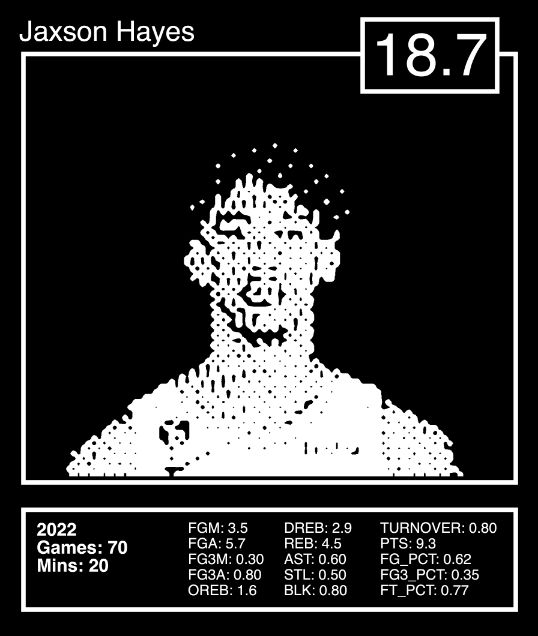 Jaxson Hayes
18.7
2022
Games: 70
Mins: 20
FGM: 3.5
FGA: 5.7
FG3M: 0.30
FG3A: 0.80
OREB: 1.6
DREB: 2.9
REB: 4.5
AST: 0.60
STL: 0.50
BLK: 0.80
TURNOVER: 0.80
PTS: 9.3
FG_PCT: 0.62
FG3_PCT: 0.35
FT_PCT: 0.77